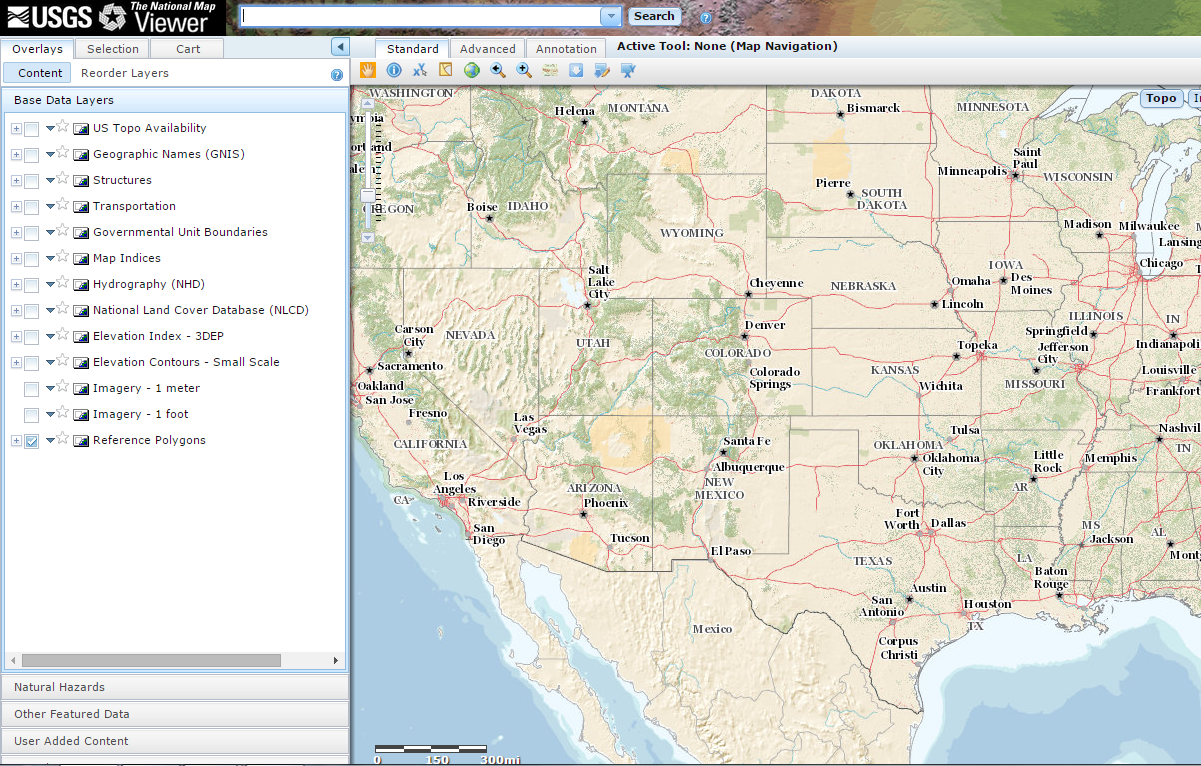 USGS The National Map
Viewer
Search
Overlays Selection Cart
Standard Advanced Annotation Active Tool: None (Map Navigation)
Content Reorder Layers
Base Data Layers
US Topo Availability
Geographic Names (GNIS)
Structures
Transportation
Governmental Unit Boundaries
Map Indices
Hydrography (NHD)
National Land Cover Database (NLCD)
Elevation Index - 3DEP
Elevation Contours - Small Scale
Imagery - 1 meter
Imagery - 1 foot
Reference Polygons
Natural Hazards
Other Featured Data
User Added Content
Topo
WASHINGTON
Helena
MONTANA
DAKOTA
Bismarck
MINNESOTA
Saint
Paul
Minneapolis
WISCONSIN
Pierre
SOUTH
DAKOTA
Boise
IDAHO
WYOMING
Madison
Milwaukee
Lansing
Chicago
IOWA
Des
Moines
Omaha
Lincoln
NEBRASKA
Cheyenne
Salt
Lake
City
Carson
City
NEVADA
UTAH
Denver
COLORADO
Colorado
Springs
Topeka
KANSAS
Wichita
ILLINOIS
Springfield
Jefferson
City
MISSOURI
IN
Indianapoli
Louisville
Frankfort
Sacramento
Oakland
San Jose
Fresno
CALIFORNIA
Las
Vegas
Santa Fe
Albuquerque
NEW
MEXICO
ARIZONA
Phoenix
Tucson
El Paso
Los
Angeles
Riverside
San
Diego
CA
Tulsa
OKLAHOMA
Oklahoma
City
Little
Rock
AR
Memphis
Nashvil
TN
MS
Jackson
AL
Mont
LA
Baton
Rouge
Fort
Worth
Dallas
TEXAS
Austin
San
Antonio
Houston
TX
Corpus
Christi
Mexico
0 150 300mi